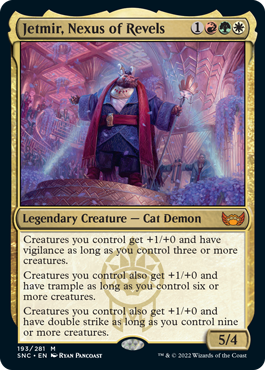 Jetmir, Nexus of Revels 1
Legendary Creature — Cat Demon
Creatures you control get +1/+0 and have
vigilance as long as you control three or more
creatures.
Creatures you control also get +1/+0 and
have trample as long as you control six or
more creatures.
Creatures you control also get +1/+0 and
have double strike as long as you control nine
or more creatures.
5/4
193/281 M
SNC • EN Ryan Pancoast
™ & © 2022 Wizards of the Coast